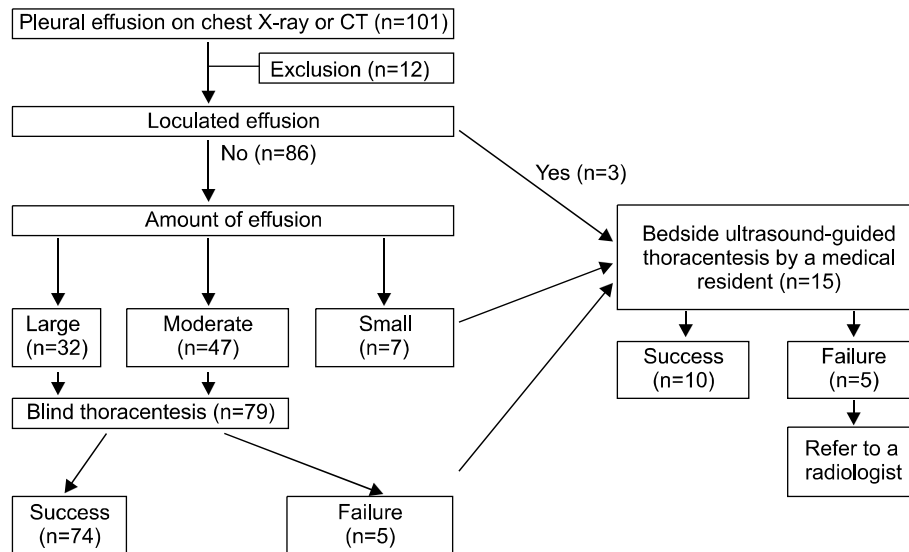 Pleural effusion on chest X-ray or CT (n=101)
Exclusion (n=12)
Loculated effusion
No (n=86)
Yes (n=3)
Amount of effusion
Large
(n=32)
Moderate
(n=47)
Small
(n=7)
Blind thoracentesis (n=79)
Success
(n=74)
Failure
(n=5)
Bedside ultrasound-guided
thoracentesis by a medical
resident (n=15)
Success
(n=10)
Failure
(n=5)
Refer to a
radiologist